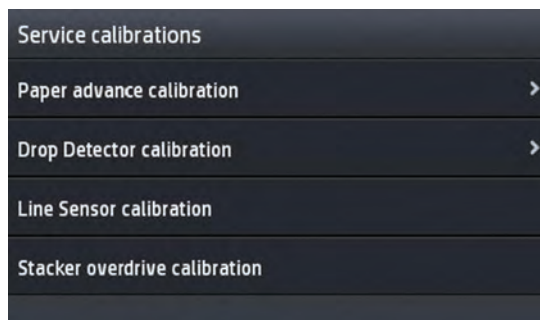 Service calibrations
Paper advance calibration
Drop Detector calibration
Line Sensor calibration
Stacker overdrive calibration